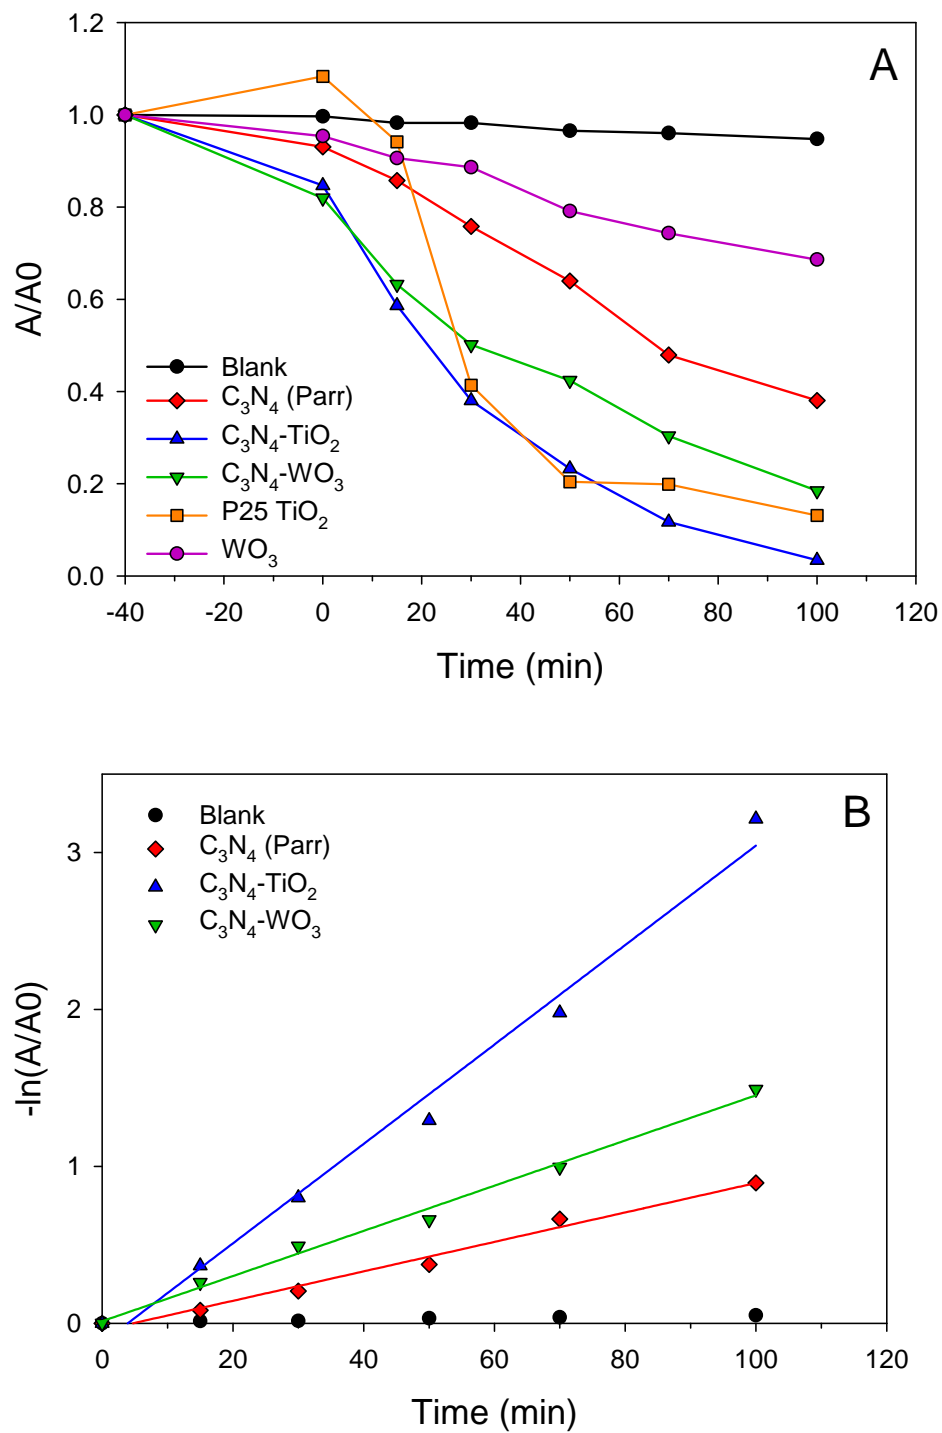 A
1.2
1.0
0.8
0.6
0.4
0.2
0.0
A/A0
Blank
C₃N₄ (Parr)
C₃N₄-TiO₂
C₃N₄-WO₃
P25 TiO₂
WO₃
-40 -20 0 20 40 60 80 100 120
Time (min)
B
3
2
1
0
-ln(A/A0)
Blank
C₃N₄ (Parr)
C₃N₄-TiO₂
C₃N₄-WO₃
0 20 40 60 80 100 120
Time (min)